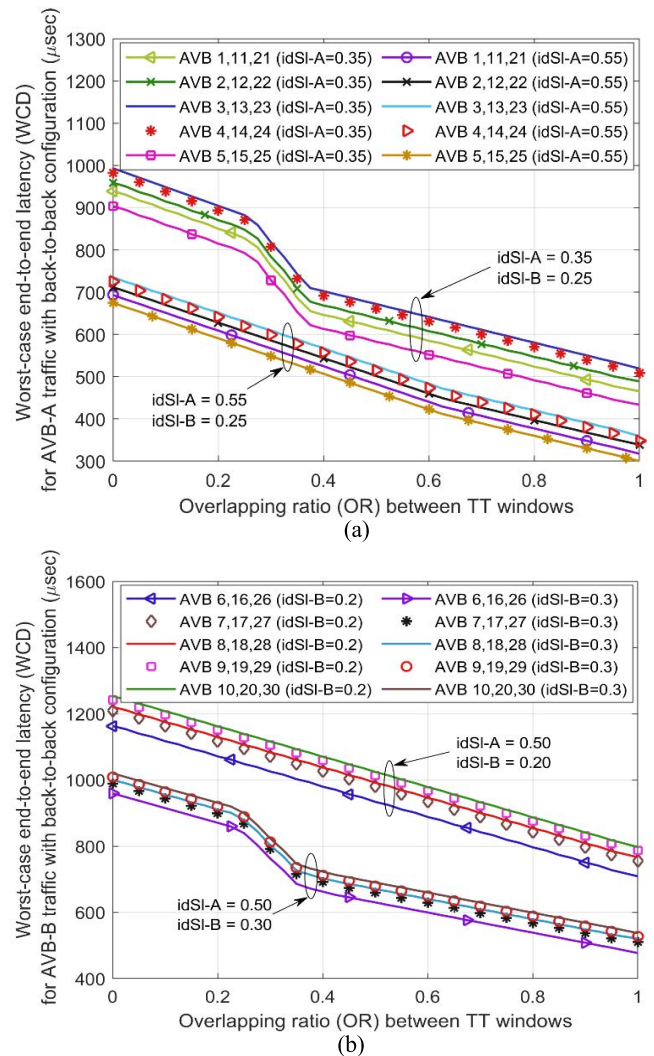 Worst-case end-to-end latency (WCD)
for AVB-A traffic with back-to-back configuration (μsec)
1300
1200
1100
1000
900
800
700
600
500
400
300
AVB 1,11,21 (idSl-A=0.35)
AVB 2,12,22 (idSl-A=0.35)
AVB 3,13,23 (idSl-A=0.35)
AVB 4,14,24 (idSl-A=0.35)
AVB 5,15,25 (idSl-A=0.35)
AVB 1,11,21 (idSl-A=0.55)
AVB 2,12,22 (idSl-A=0.55)
AVB 3,13,23 (idSl-A=0.55)
AVB 4,14,24 (idSl-A=0.55)
AVB 5,15,25 (idSl-A=0.55)
idSl-A = 0.35
idSl-B = 0.25
idSl-A = 0.55
idSl-B = 0.25
0 0.2 0.4 0.6 0.8 1
Overlapping ratio (OR) between TT windows
(a)
Worst-case end-to-end latency (WCD)
for AVB-B traffic with back-to-back configuration (μsec)
1600
1400
1200
1000
800
600
400
AVB 6,16,26 (idSl-B=0.2)
AVB 7,17,27 (idSl-B=0.2)
AVB 8,18,28 (idSl-B=0.2)
AVB 9,19,29 (idSl-B=0.2)
AVB 10,20,30 (idSl-B=0.2)
AVB 6,16,26 (idSl-B=0.3)
AVB 7,17,27 (idSl-B=0.3)
AVB 8,18,28 (idSl-B=0.3)
AVB 9,19,29 (idSl-B=0.3)
AVB 10,20,30 (idSl-B=0.3)
idSl-A = 0.50
idSl-B = 0.20
idSl-A = 0.50
idSl-B = 0.30
0 0.2 0.4 0.6 0.8 1
Overlapping ratio (OR) between TT windows
(b)